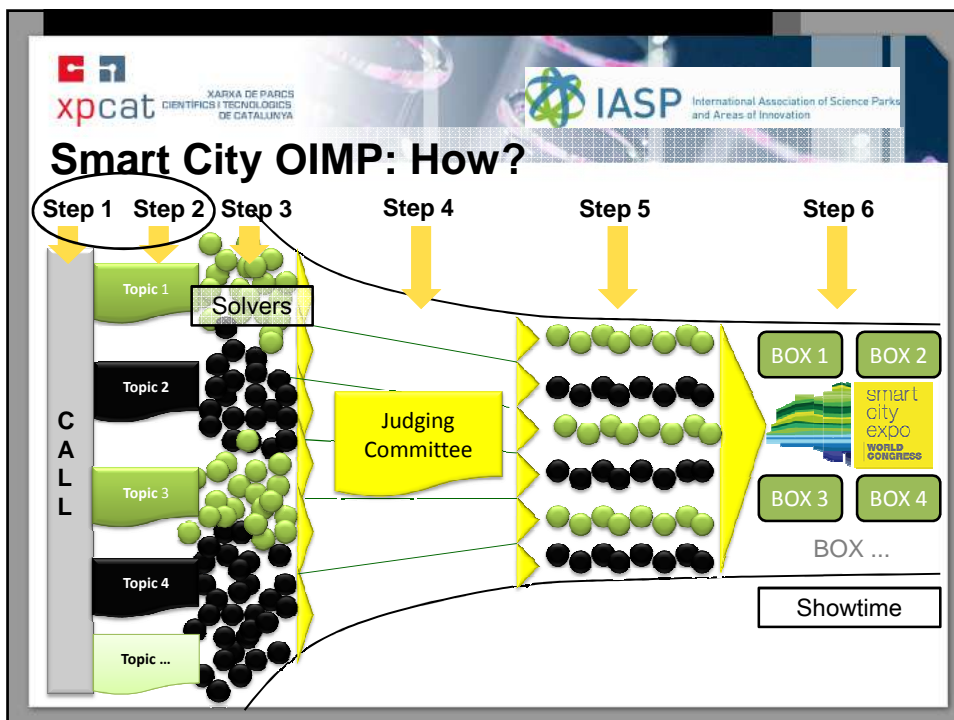 xpcat
XARXA DE PARCS
CIENTÍFICS I TECNOLÒGICS
DE CATALUNYA
IASP
International Association of Science Parks
and Areas of Innovation
Smart City OIMP: How?
Step 1 Step 2 Step 3 Step 4 Step 5 Step 6
CALL
Topic 1
Solvers
Topic 2
Topic 3
Topic 4
Topic ...
Judging
Committee
BOX 1 BOX 2
smart
city
expo
WORLD
CONGRESS
BOX 3 BOX 4
BOX ...
Showtime